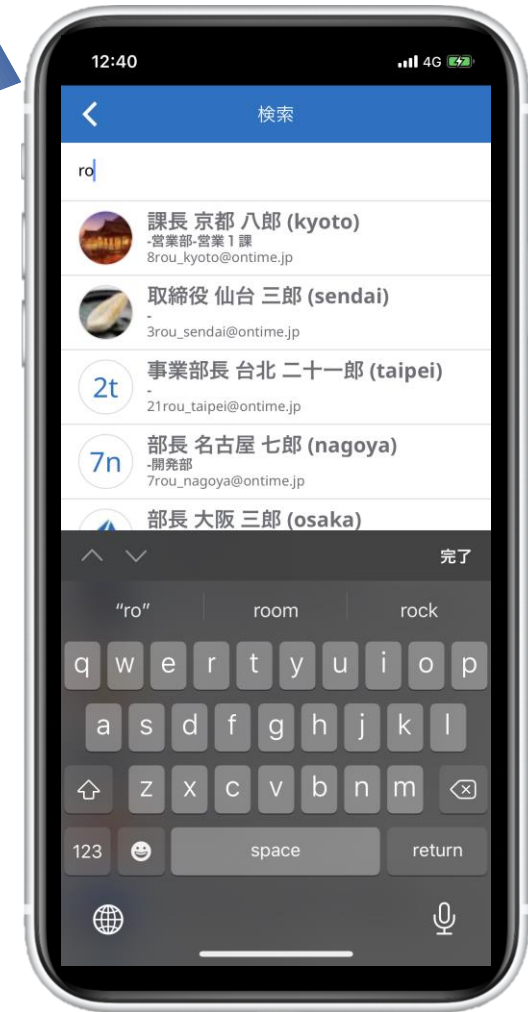 12:40
4G
検索
ro
課長 京都 八郎 (kyoto)
-営業部-営業１課
8rou_kyoto@ontime.jp
取締役 仙台 三郎 (sendai)
-
3rou_sendai@ontime.jp
2t
事業部長 台北 二十一郎 (taipei)
-
21rou_taipei@ontime.jp
7n
部長 名古屋 七郎 (nagoya)
-開発部
7rou_nagoya@ontime.jp
部長 大阪 三郎 (osaka)
完了
"ro" room rock
q w e r t y u i o p
a s d f g h j k l
z x c v b n m
123 space return